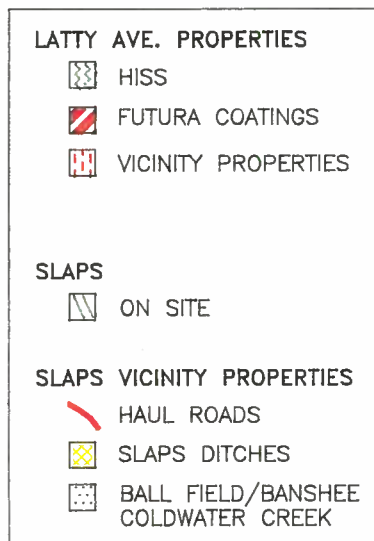 LATTY AVE. PROPERTIES
HISS
FUTURA COATINGS
VICINITY PROPERTIES
SLAPS
ON SITE
SLAPS VICINITY PROPERTIES
HAUL ROADS
SLAPS DITCHES
BALL FIELD/BANSHEE
COLDWATER CREEK